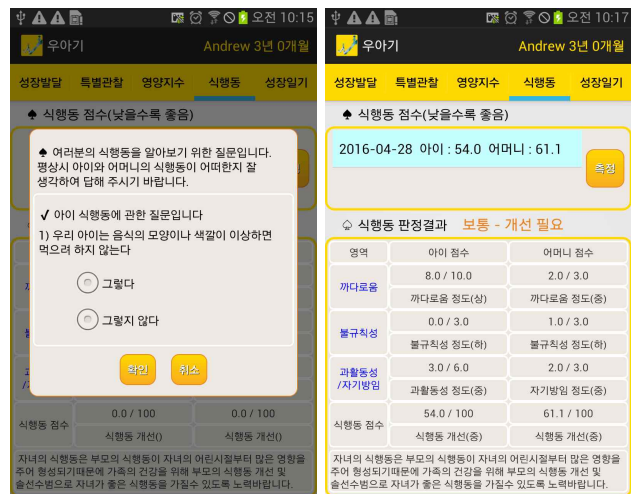 오전 10:15
우아기
Andrew 3년 0개월
성장발달 특별관찰 영양지수 식행동 성장일기
♠ 식행동 점수(낮을수록 좋음)
♠ 여러분의 식행동을 알아보기 위한 질문입니다.
평상시 아이와 어머니의 식행동이 어떠한지 잘
생각하여 답해 주시기 바랍니다.
✓ 아이 식행동에 관한 질문입니다
1) 우리 아이는 음식의 모양이나 색깔이 이상하면
먹으려 하지 않는다
그렇다
그렇지 않다
확인 취소
0.0 / 100 0.0 / 100
식행동 점수
식행동 개선() 식행동 개선()
자녀의 식행동은 부모의 식행동이 자녀의 어린시절부터 많은 영향을
주어 형성되기때문에 가족의 건강을 위해 부모의 식행동 개선 및
솔선수범으로 자녀가 좋은 식행동을 가질수 있도록 노력바랍니다.
오전 10:17
우아기
Andrew 3년 0개월
성장발달 특별관찰 영양지수 식행동 성장일기
♠ 식행동 점수(낮을수록 좋음)
2016-04-28 아이 : 54.0 어머니 : 61.1
측정
♤ 식행동 판정결과 보통 - 개선 필요
영역 아이 점수 어머니 점수
까다로움
8.0 / 10.0 2.0 / 3.0
까다로움 정도(상) 까다로움 정도(중)
불규칙성
0.0 / 3.0 1.0 / 3.0
불규칙성 정도(하) 불규칙성 정도(하)
과활동성
/자기방임
3.0 / 6.0 2.0 / 3.0
과활동성 정도(중) 자기방임 정도(중)
식행동 점수
54.0 / 100 61.1 / 100
식행동 개선(중) 식행동 개선(중)
자녀의 식행동은 부모의 식행동이 자녀의 어린시절부터 많은 영향을
주어 형성되기때문에 가족의 건강을 위해 부모의 식행동 개선 및
솔선수범으로 자녀가 좋은 식행동을 가질수 있도록 노력바랍니다.